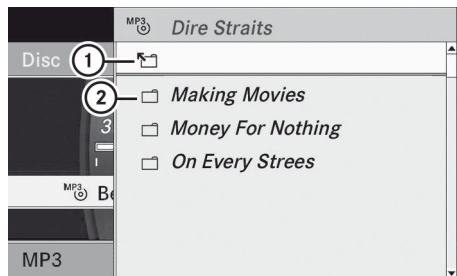 MP3 Dire Straits
Disc
1
2
Making Movies
3
Money For Nothing
On Every Strees
MP3 Be
MP3